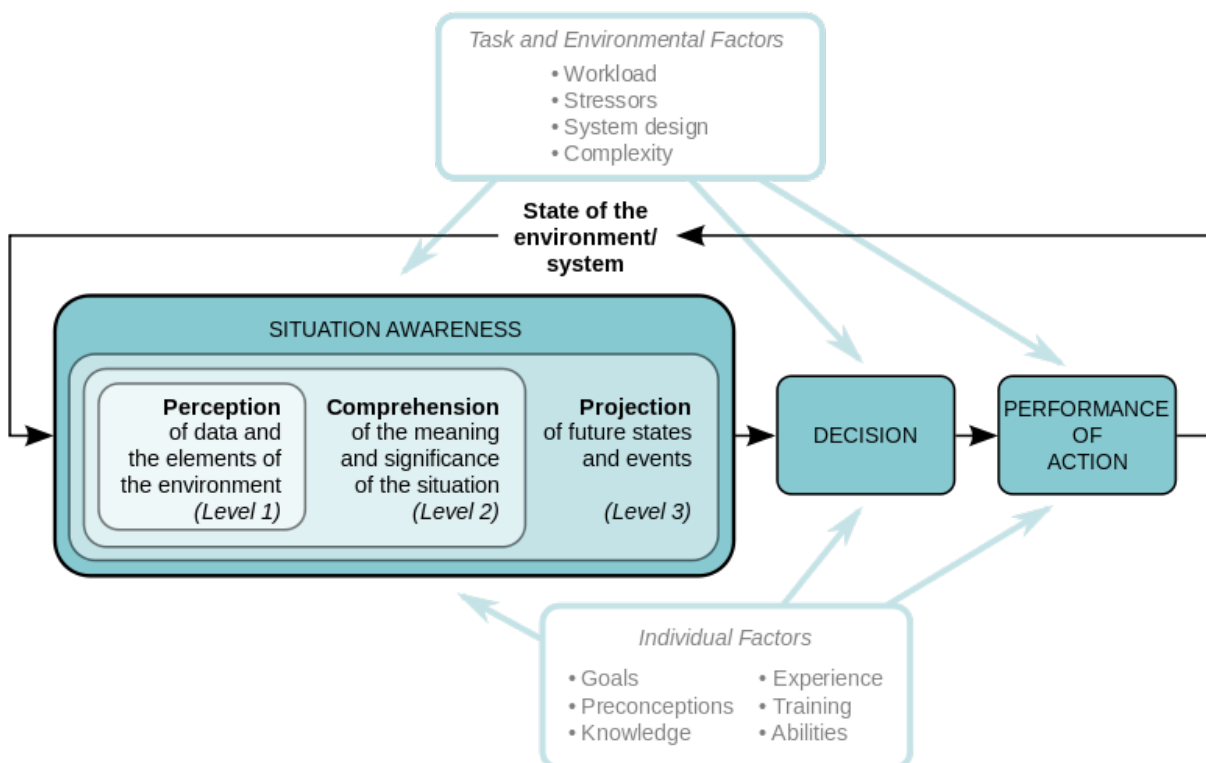 Task and Environmental Factors
• Workload
• Stressors
• System design
• Complexity
State of the
environment/
system
SITUATION AWARENESS
Perception
of data and
the elements of
the environment
(Level 1)
Comprehension
of the meaning
and significance
of the situation
(Level 2)
Projection
of future states
and events
(Level 3)
DECISION
PERFORMANCE
OF
ACTION
Individual Factors
• Goals
• Preconceptions
• Knowledge
• Experience
• Training
• Abilities